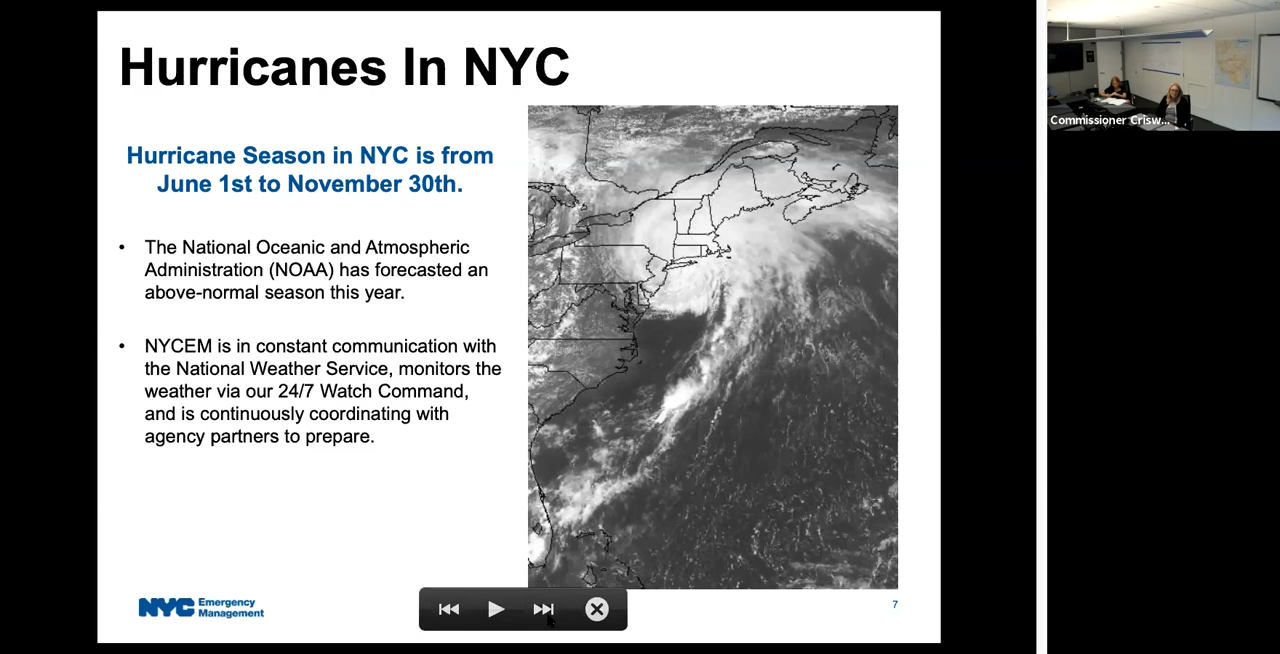 Hurricanes In NYC
Hurricane Season in NYC is from
June 1st to November 30th.
• The National Oceanic and Atmospheric
Administration (NOAA) has forecasted an
above-normal season this year.
• NYCEM is in constant communication with
the National Weather Service, monitors the
weather via our 24/7 Watch Command,
and is continuously coordinating with
agency partners to prepare.
NYC Emergency
Management
7
Commissioner Crisw...